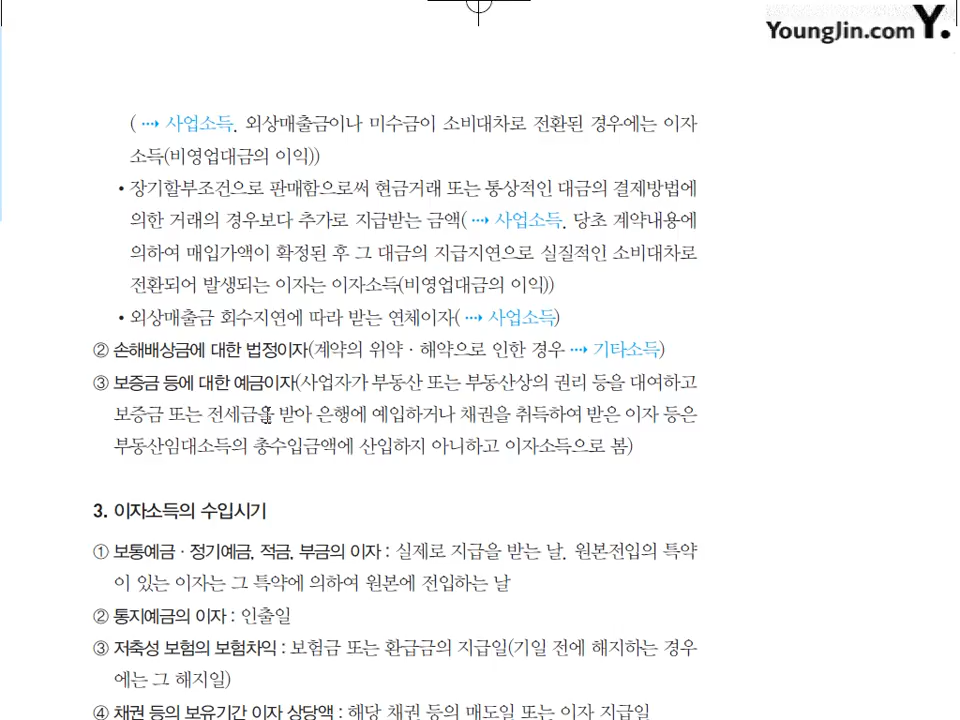 YoungJin.com Y.
( ⇢ 사업소득. 외상매출금이나 미수금이 소비대차로 전환된 경우에는 이자
소득(비영업대금의 이익))
• 장기할부조건으로 판매함으로써 현금거래 또는 통상적인 대금의 결제방법에
의한 거래의 경우보다 추가로 지급받는 금액( ⇢ 사업소득. 당초 계약내용에
의하여 매입가액이 확정된 후 그 대금의 지급지연으로 실질적인 소비대차로
전환되어 발생되는 이자는 이자소득(비영업대금의 이익))
• 외상매출금 회수지연에 따라 받는 연체이자( ⇢ 사업소득)
② 손해배상금에 대한 법정이자(계약의 위약 · 해약으로 인한 경우 ⇢ 기타소득)
③ 보증금 등에 대한 예금이자(사업자가 부동산 또는 부동산상의 권리 등을 대여하고
보증금 또는 전세금을 받아 은행에 예입하거나 채권을 취득하여 받은 이자 등은
부동산임대소득의 총수입금액에 산입하지 아니하고 이자소득으로 봄)
3. 이자소득의 수입시기
① 보통예금 · 정기예금, 적금, 부금의 이자 : 실제로 지급을 받는 날. 원본전입의 특약
이 있는 이자는 그 특약에 의하여 원본에 전입하는 날
② 통지예금의 이자 : 인출일
③ 저축성 보험의 보험차익 : 보험금 또는 환급금의 지급일(기일 전에 해지하는 경우
에는 그 해지일)
④ 채권 등의 보유기간 이자 상당액 : 해당 채권 등의 매도일 또는 이자 지급일